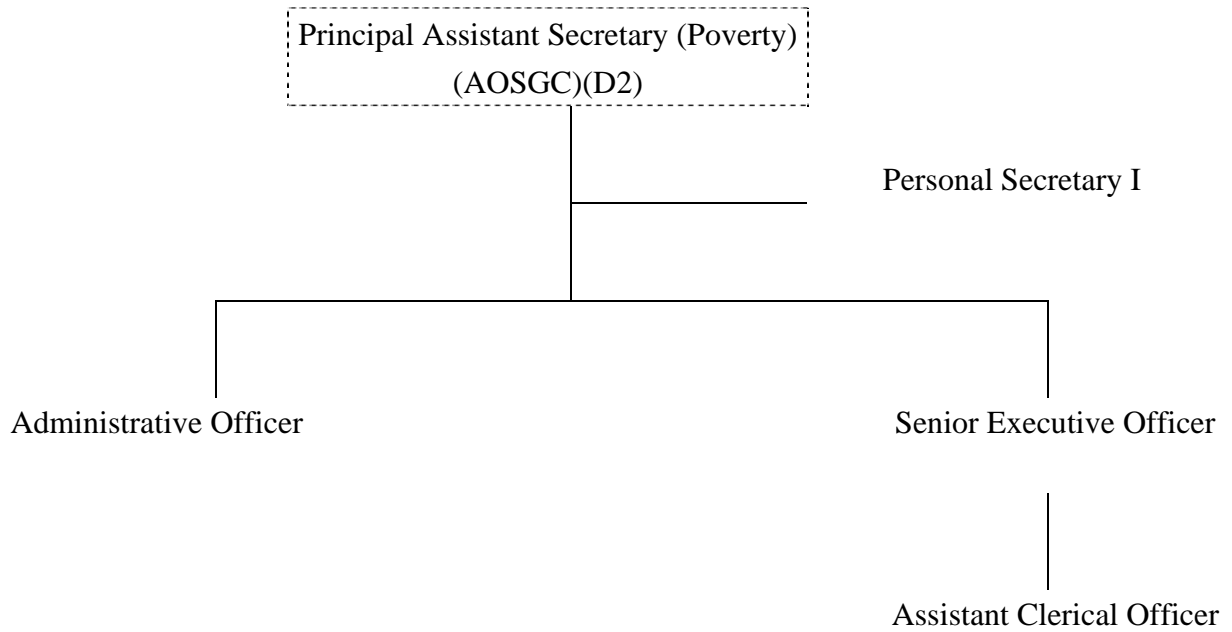 Principal Assistant Secretary (Poverty)
(AOSGC)(D2)
Personal Secretary I
Administrative Officer
Senior Executive Officer
Assistant Clerical Officer